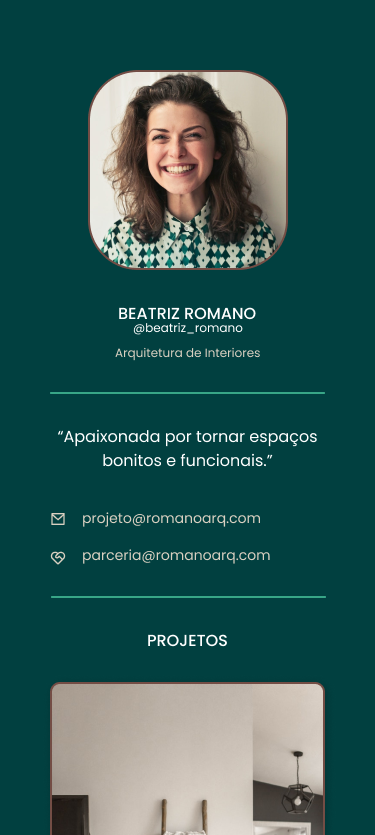 BEATRIZ ROMANO
@beatriz_romano
Arquitetura de Interiores
“Apaixonada por tornar espaços
bonitos e funcionais.”
projeto@romanoarq.com
parceria@romanoarq.com
PROJETOS